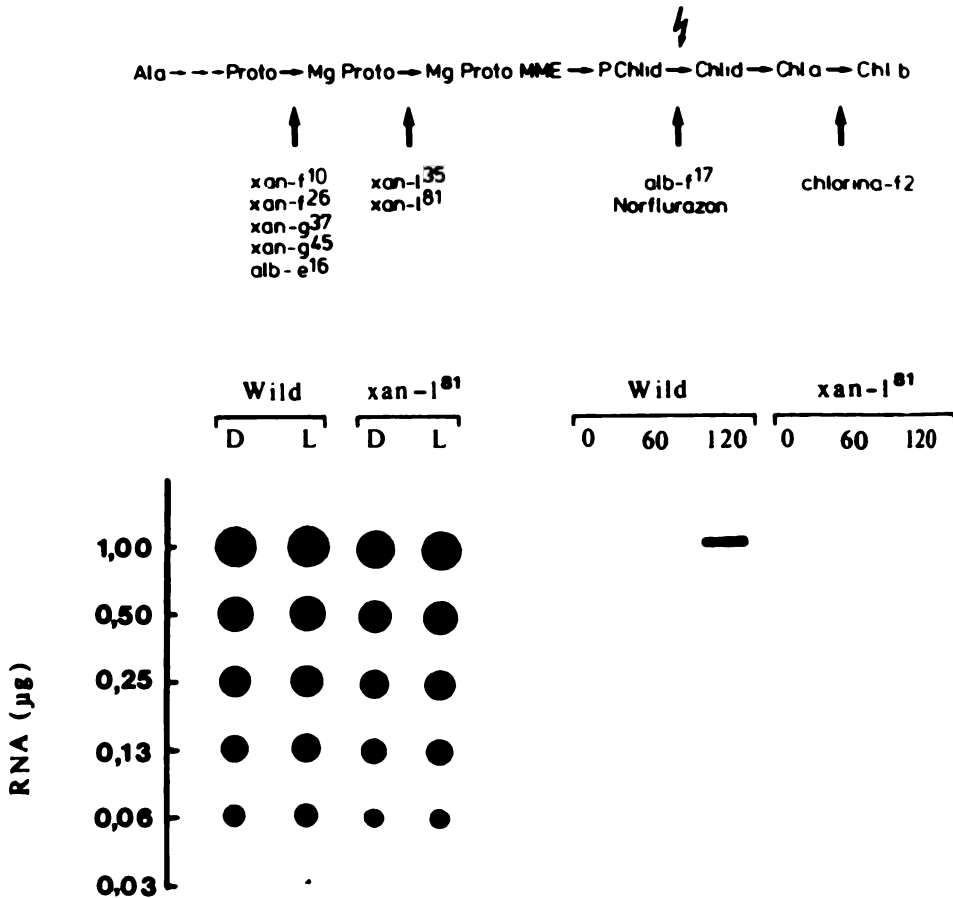 Ala - - → Proto → Mg Proto → Mg Proto MME → PChlid → Chlid → Chl a → Chl b
xan-f10 xan-l35 alb-f17 chlorina-f2
xan-f26 xan-l81 Norflurazon
xan-g37
xan-g45
alb-e16
Wild xan-l81 Wild xan-l81
D L D L 0 60 120 0 60 120
RNA (µg)
1,00
0,50
0,25
0,13
0,06
0,03